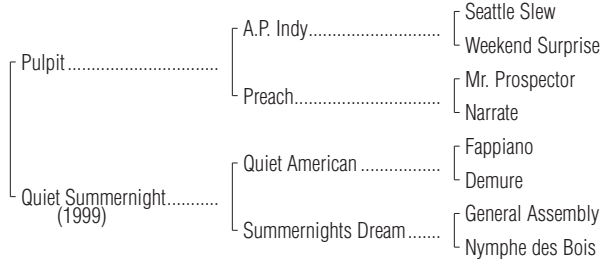 Seattle Slew
A.P. Indy..............................
Weekend Surprise
Pulpit................................
Mr. Prospector
Preach.................................
Narrate
Fappiano
Quiet American .................
Demure
Quiet Summernight...........
(1999)
General Assembly
Summernights Dream.......
Nymphe des Bois